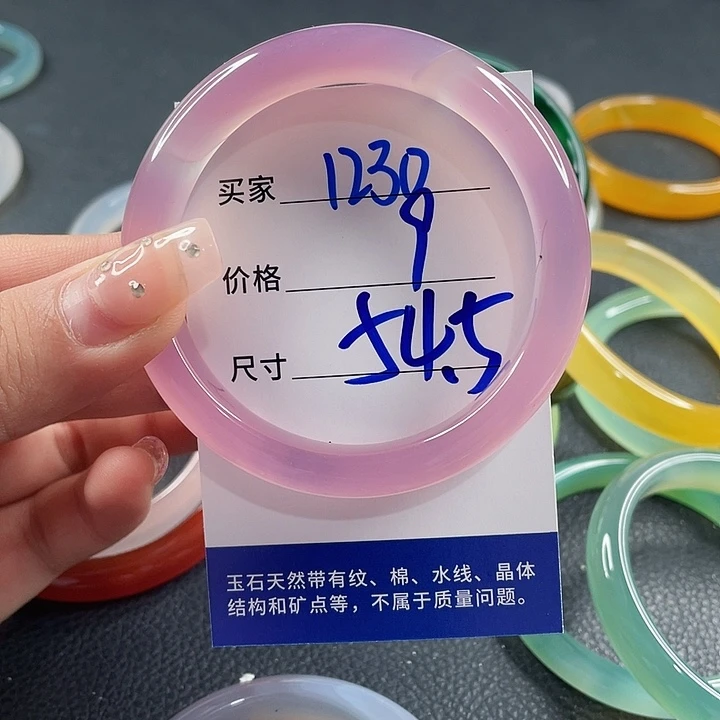 买家 1230
价格 9
尺寸 54.5
玉石天然带有纹、棉、水线、晶体
结构和矿点等，不属于质量问题。